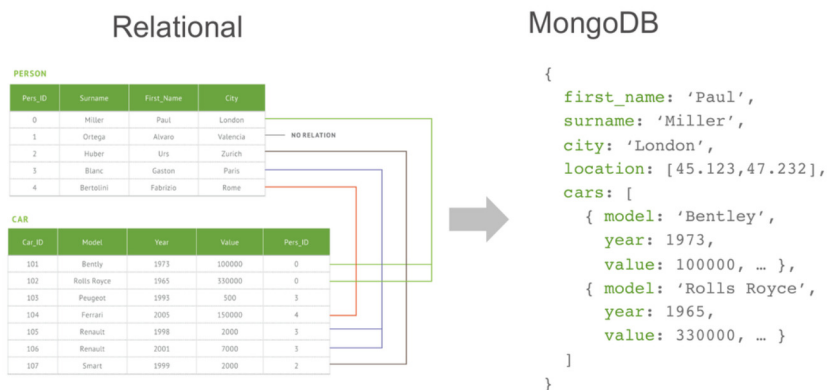 Relational
MongoDB
PERSON
Pers_ID Surname First_Name City
0 Miller Paul London
1 Ortega Alvaro Valencia
NO RELATION
2 Huber Urs Zurich
3 Blanc Gaston Paris
4 Bertolini Fabrizio Rome
CAR
Car_ID Model Year Value Pers_ID
101 Bently 1973 100000 0
102 Rolls Royce 1965 330000 0
103 Peugeot 1993 500 3
104 Ferrari 2005 150000 4
105 Renault 1998 2000 3
106 Renault 2001 7000 3
107 Smart 1999 2000 2
{
first_name: ‘Paul’,
surname: ‘Miller’,
city: ‘London’,
location: [45.123,47.232],
cars: [
{ model: ‘Bentley’,
year: 1973,
value: 100000, … },
{ model: ‘Rolls Royce’,
year: 1965,
value: 330000, … }
]
}